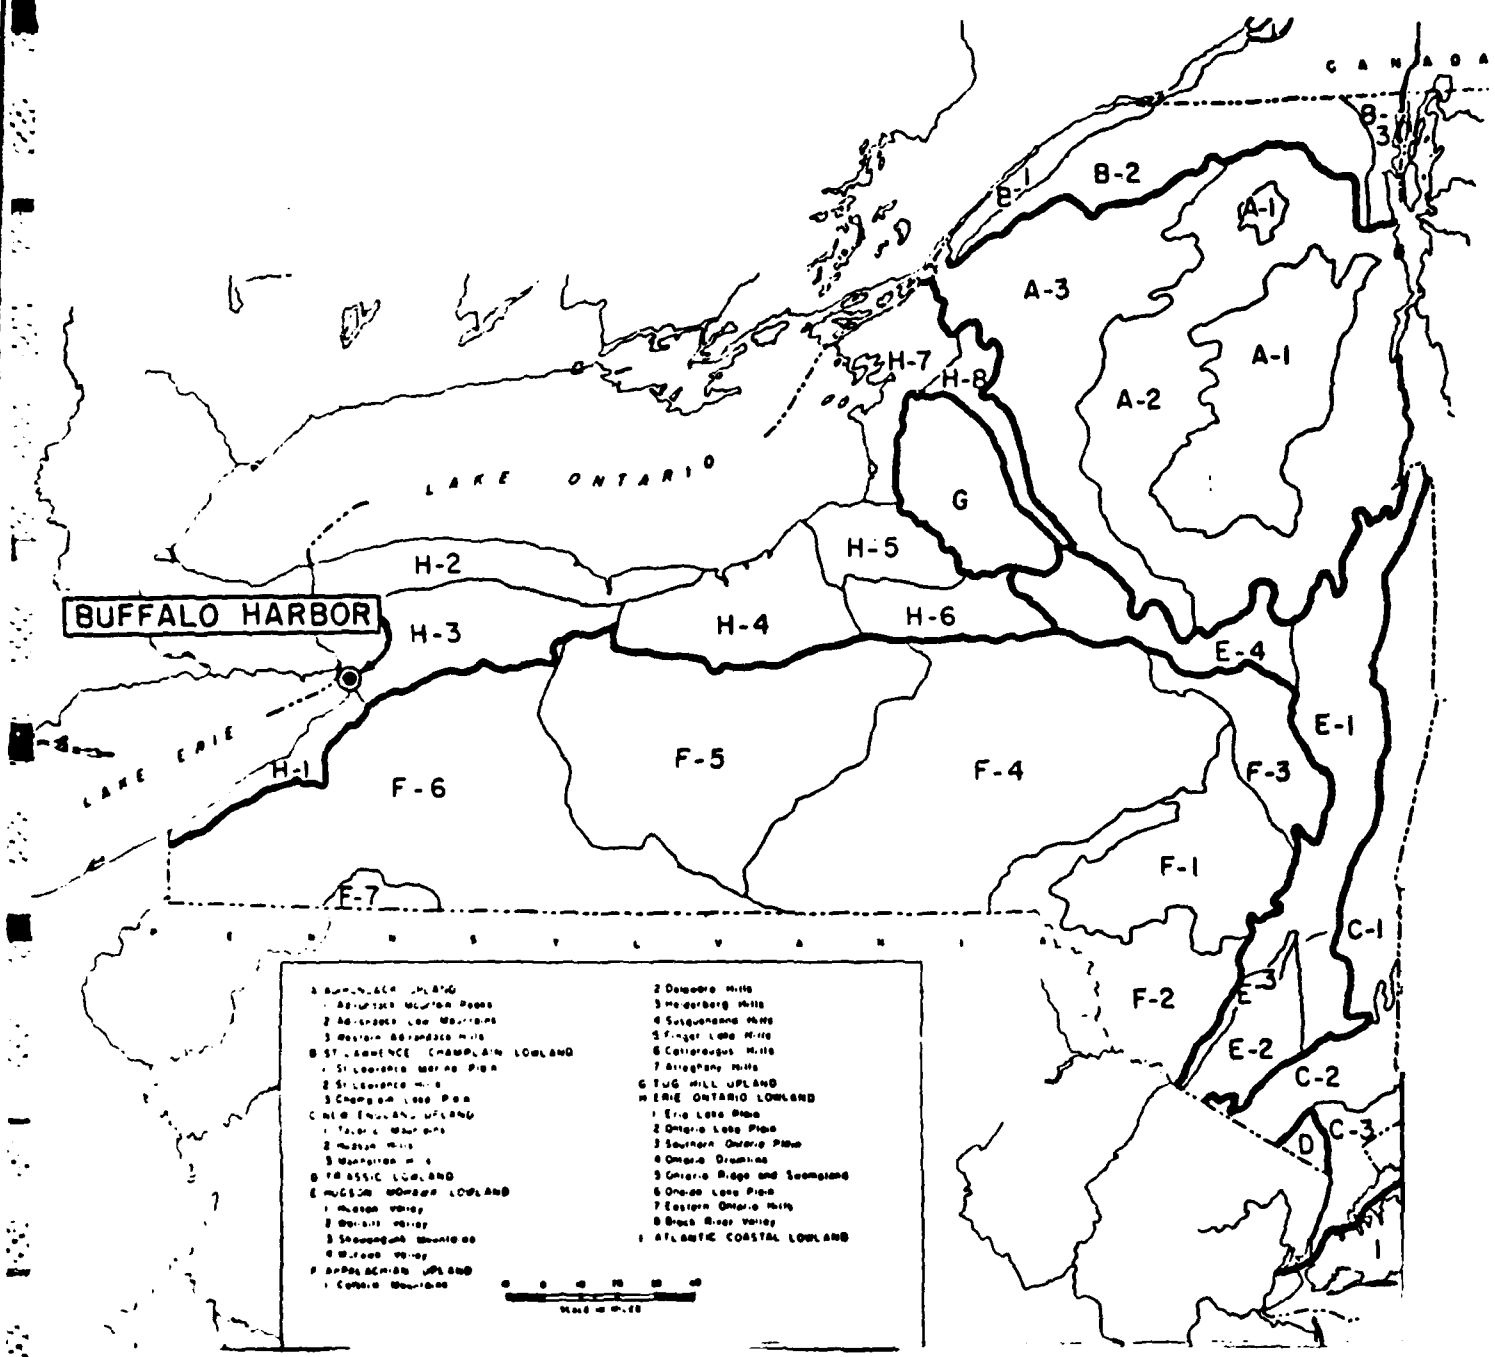 CANADA
B-3
B-2
B-1
A-1
A-3
H-7
H-8
A-1
A-2
LAKE ONTARIO
G
H-5
H-2
BUFFALO HARBOR
H-3
H-4
H-6
E-4
E-1
LAKE ERIE
H-1
F-6
F-5
F-4
F-3
F-1
F-7
C-1
F-2
E-3
E-2
C-2
C-3
D
I
A ADIRONDACK UPLAND
1 Adirondack Mountain Peaks
2 Adirondack Low Mountains
3 Western Adirondack Hills
B ST LAWRENCE CHAMPLAIN LOWLAND
1 St Lawrence Marine Plain
2 St Lawrence Hills
3 Champlain Lake Plain
C NEW ENGLAND UPLAND
1 Taconic Mountains
2 Hudson Hills
3 Manhattan Hills
D TRIASSIC LOWLAND
E HUDSON MOHAWK LOWLAND
1 Hudson Valley
2 Wallkill Valley
3 Shawangunk Mountains
4 Mohawk Valley
F APPALACHIAN UPLAND
1 Catskill Mountains
2 Delaware Hills
3 Helderberg Hills
4 Susquehanna Hills
5 Finger Lake Hills
6 Cattaraugus Hills
7 Allegheny Hills
G TUG HILL UPLAND
H ERIE ONTARIO LOWLAND
1 Erie Lake Plain
2 Ontario Lake Plain
3 Southern Ontario Plain
4 Ontario Drumlins
5 Ontario Ridge and Swampland
6 Oneida Lake Plain
7 Eastern Ontario Hills
8 Black River Valley
I ATLANTIC COASTAL LOWLAND
SCALE IN MILES